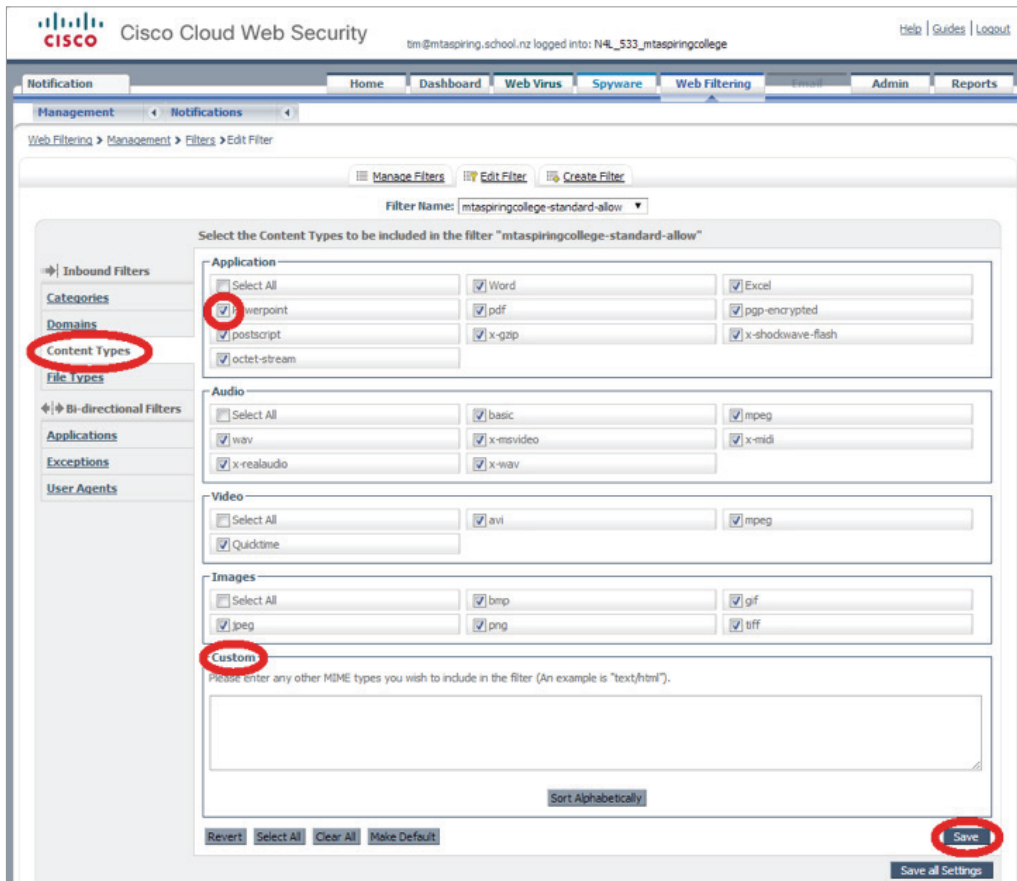 CISCO Cisco Cloud Web Security
tim@mtaspiring.school.nz logged into: N4L_533_mtaspiringcollege
Help | Guides | Logout
Notification Home Dashboard Web Virus Spyware Web Filtering Email Admin Reports
Management Notifications
Web Filtering > Management > Filters > Edit Filter
Manage Filters Edit Filter Create Filter
Filter Name: mtaspiringcollege-standard-allow
Select the Content Types to be included in the filter "mtaspiringcollege-standard-allow"
Inbound Filters
Categories
Domains
Content Types
File Types
Bi-directional Filters
Applications
Exceptions
User Agents
Application
Select All Word Excel
Powerpoint pdf pgp-encrypted
postscript x-gzip x-shockwave-flash
octet-stream
Audio
Select All basic mpeg
wav x-msvideo x-midi
x-realaudio x-wav
Video
Select All avi mpeg
Quicktime
Images
Select All bmp gif
jpeg png tiff
Custom
Please enter any other MIME types you wish to include in the filter (An example is "text/html").
Sort Alphabetically
Revert Select All Clear All Make Default Save
Save all Settings